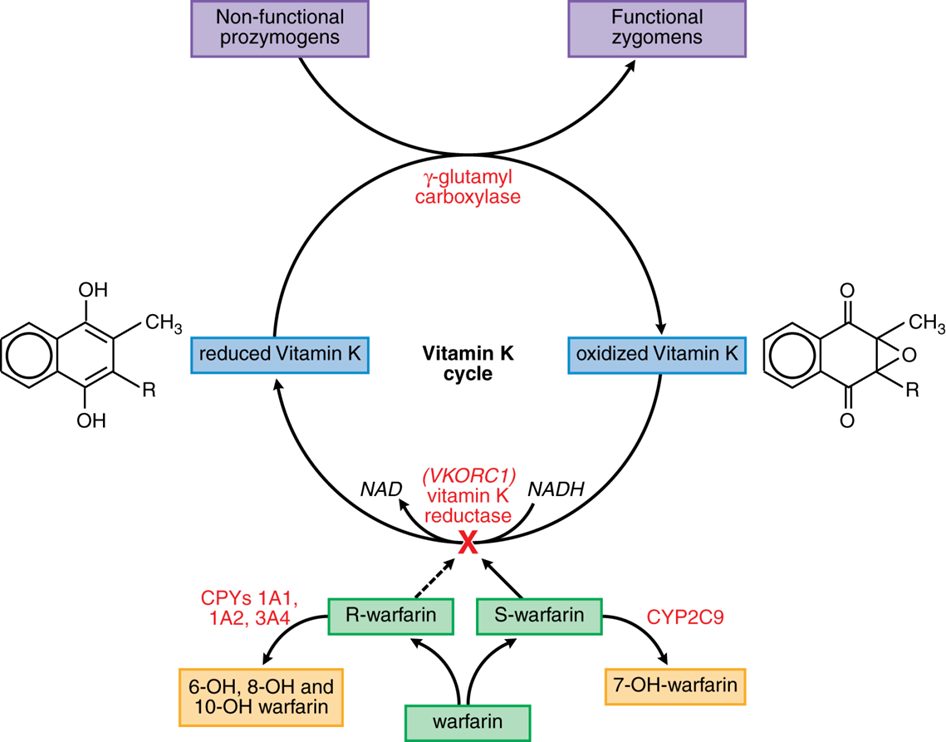 Non-functional
prozymogens
Functional
zygomens
γ-glutamyl
carboxylase
OH
CH3
R
OH
reduced Vitamin K
Vitamin K
cycle
oxidized Vitamin K
O
CH3
O
R
O
NAD
(VKORC1)
vitamin K
reductase
NADH
X
CPYs 1A1,
1A2, 3A4
R-warfarin
S-warfarin
CYP2C9
6-OH, 8-OH and
10-OH warfarin
7-OH-warfarin
warfarin